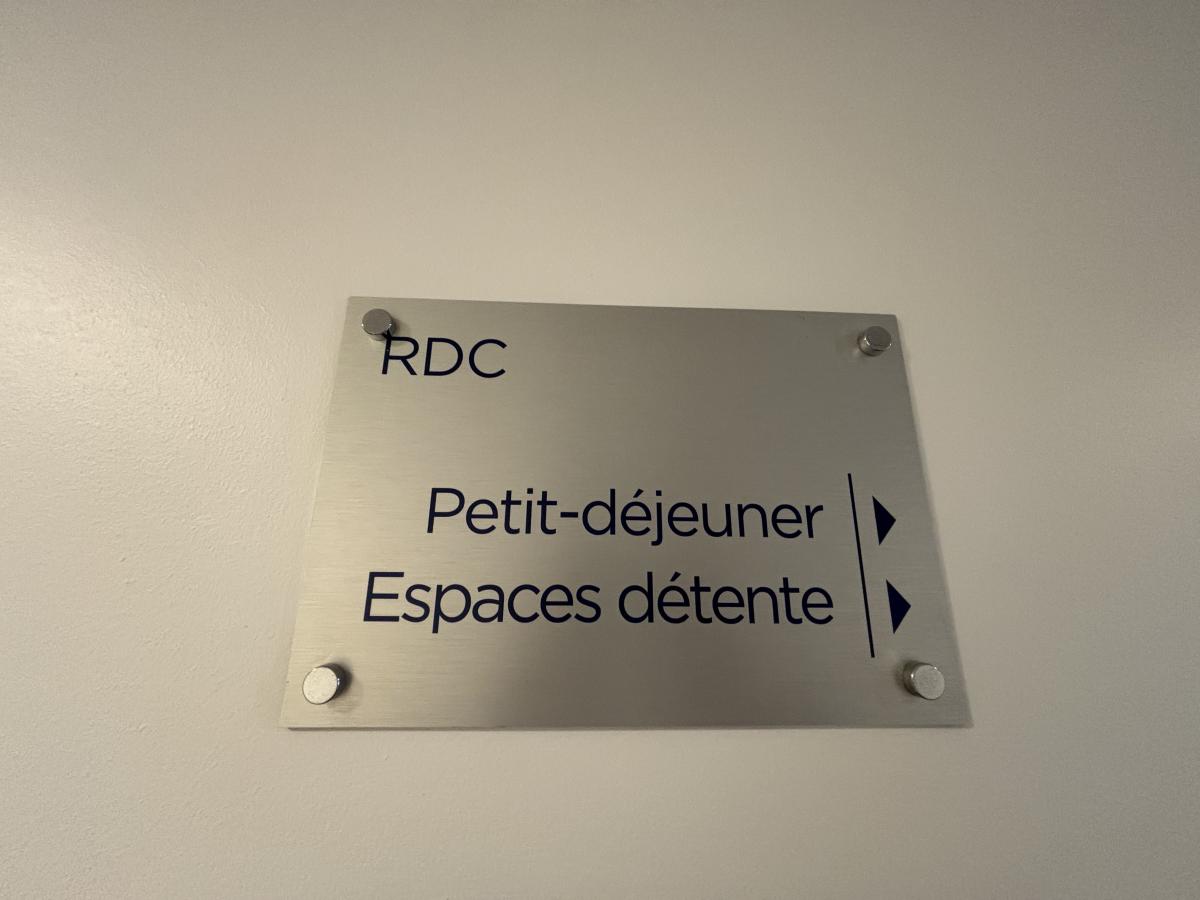 RDC
Petit-déjeuner
Espaces détente